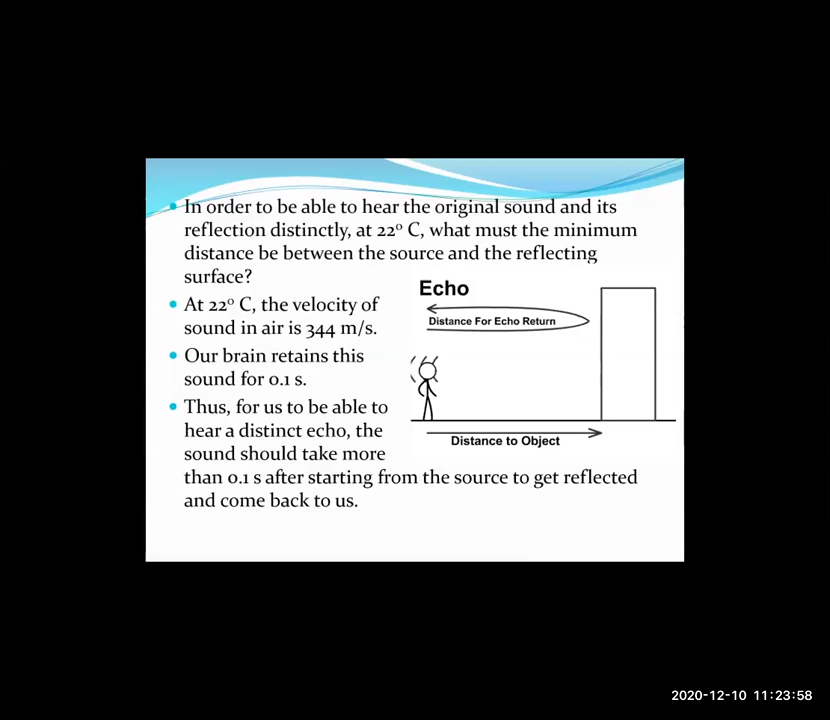 In order to be able to hear the original sound and its
reflection distinctly, at 22° C, what must the minimum
distance be between the source and the reflecting
surface?
At 22° C, the velocity of
sound in air is 344 m/s.
Our brain retains this
sound for 0.1 s.
Thus, for us to be able to
hear a distinct echo, the
sound should take more
than 0.1 s after starting from the source to get reflected
and come back to us.
Echo
Distance For Echo Return
Distance to Object
2020-12-10 11:23:58